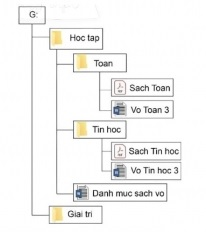 G:
Hoc tap
Toan
Sach Toan
Vo Toan 3
Tin hoc
Sach Tin hoc
Vo Tin hoc 3
Danh muc sach vo
Giai tri